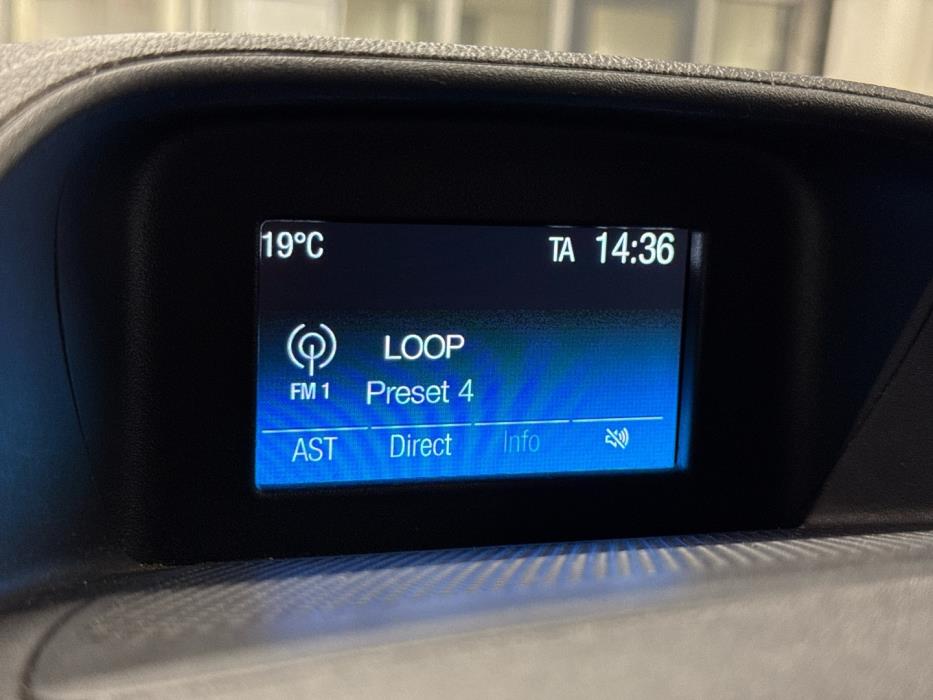 19°C TA 14:36
LOOP
FM 1 Preset 4
AST Direct Info